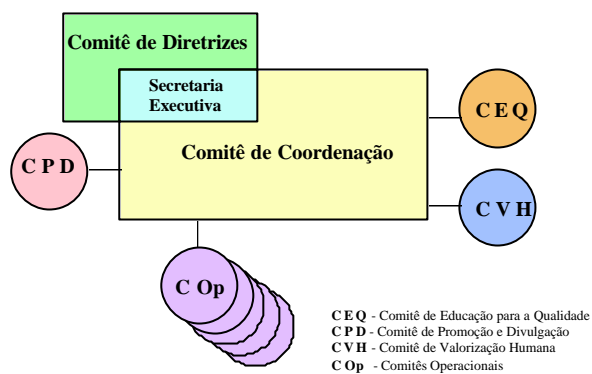 Comitê de Diretrizes
Secretaria
Executiva
Comitê de Coordenação
C E Q
C P D
C V H
C Op
C E Q - Comitê de Educação para a Qualidade
C P D - Comitê de Promoção e Divulgação
C V H - Comitê de Valorização Humana
C Op - Comitês Operacionais